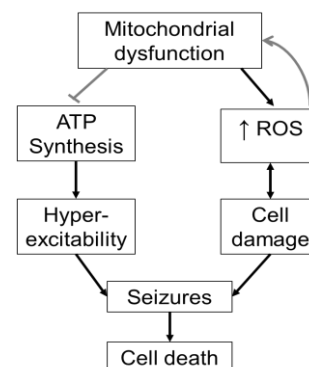 Mitochondrial
dysfunction
ATP
Synthesis
↑ ROS
Hyper-
excitability
Cell
damage
Seizures
Cell death